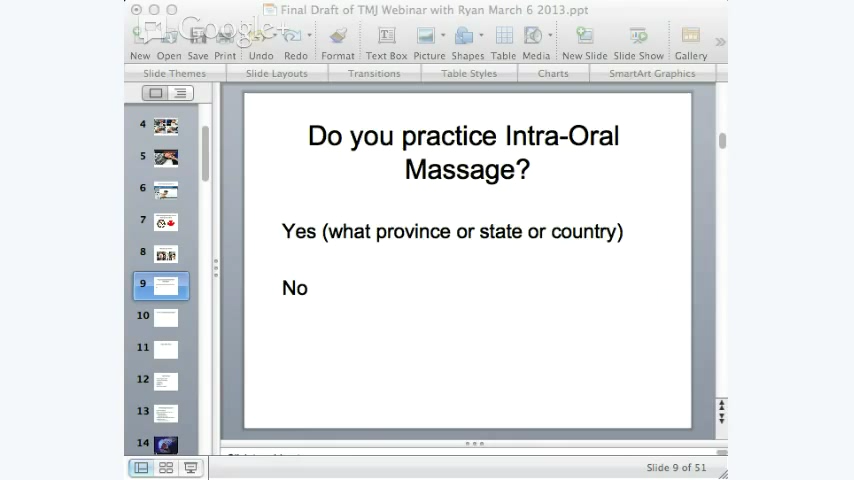 Final Draft of TMJ Webinar with Ryan March 6 2013.ppt
Google+
New Open Save Print Undo Redo Format Text Box Picture Shapes Table Media New Slide Slide Show Gallery
Slide Themes Slide Layouts Transitions Table Styles Charts SmartArt Graphics
4
5
6
7
8
9
10
11
12
13
14
Do you practice Intra-Oral
Massage?
Yes (what province or state or country)
No
Slide 9 of 51